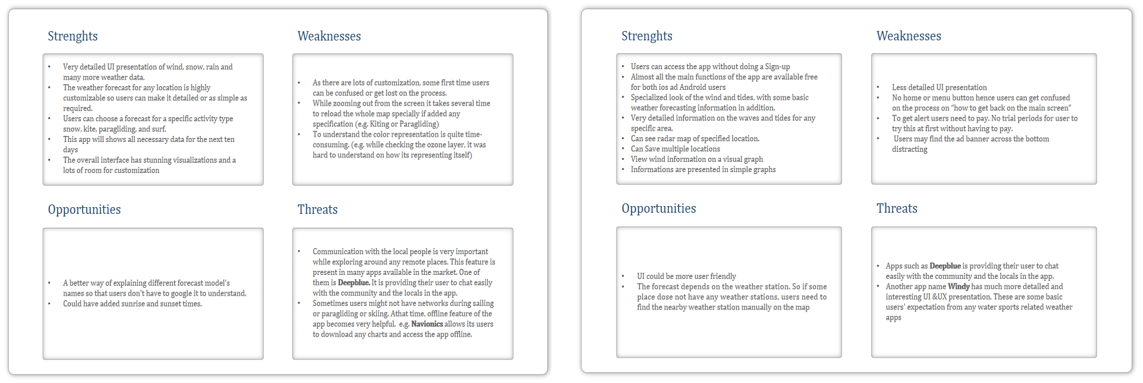 Strenghts
• Very detailed UI presentation of wind, snow, rain and
many more weather data.
• The weather forecast for any location is highly
customizable so users can make it detailed or as simple as
required.
• Users can choose a forecast for a specific activity type
snow, kite, paragliding, and surf.
• This app will shows all necessary data for the next ten
days
• The overall interface has stunning visualizations and a
lots of room for customization
Weaknesses
• As there are lots of customization, some first time users
can be confused or get lost on the process.
• While zooming out from the screen it takes several time
to reload the whole map specially if added any
specification (e.g. Kiting or Paragliding)
• To understand the color representation is quite time-
consuming. (e.g. while checking the ozone layer, it was
hard to understand on how its representing itself)
Opportunities
• A better way of explaining different forecast model's
names so that users don't have to google it to understand.
• Could have added sunrise and sunset times.
Threats
• Communication with the local people is very important
while exploring around any remote places. This feature is
present in many apps available in the market. One of
them is Deepblue. It is providing their user to chat easily
with the community and the locals in the app.
• Sometimes users might not have networks during sailing
or paragliding or skiing. Athat time, offline feature of the
app becomes very helpful. e.g. Navionics allows its users
to download any charts and access the app offline.
Strenghts
• Users can access the app without doing a Sign-up
• Almost all the main functions of the app are available free
for both ios ad Android users
• Specialized look of the wind and tides, with some basic
weather forecasting information in addition.
• Very detailed information on the waves and tides for any
specific area.
• Can see radar map of specified location.
• Can Save multiple locations
• View wind information on a visual graph
• Informations are presented in simple graphs
Weaknesses
• Less detailed UI presentation
• No home or menu button hence users can get confused
on the process on "how to get back on the main screen"
• To get alert users need to pay. No trial periods for user to
try this at first without having to pay.
• Users may find the ad banner across the bottom
distracting
Opportunities
• UI could be more user friendly
• The forecast depends on the weather station. So if some
place dose not have any weather stations. users need to
find the nearby weather station manually on the map
Threats
• Apps such as Deepblue is providing their user to chat
easily with the community and the locals in the app.
• Another app name Windy has much more detailed and
interesting UI &UX presentation. These are some basic
users' expectation from any water sports related weather
apps